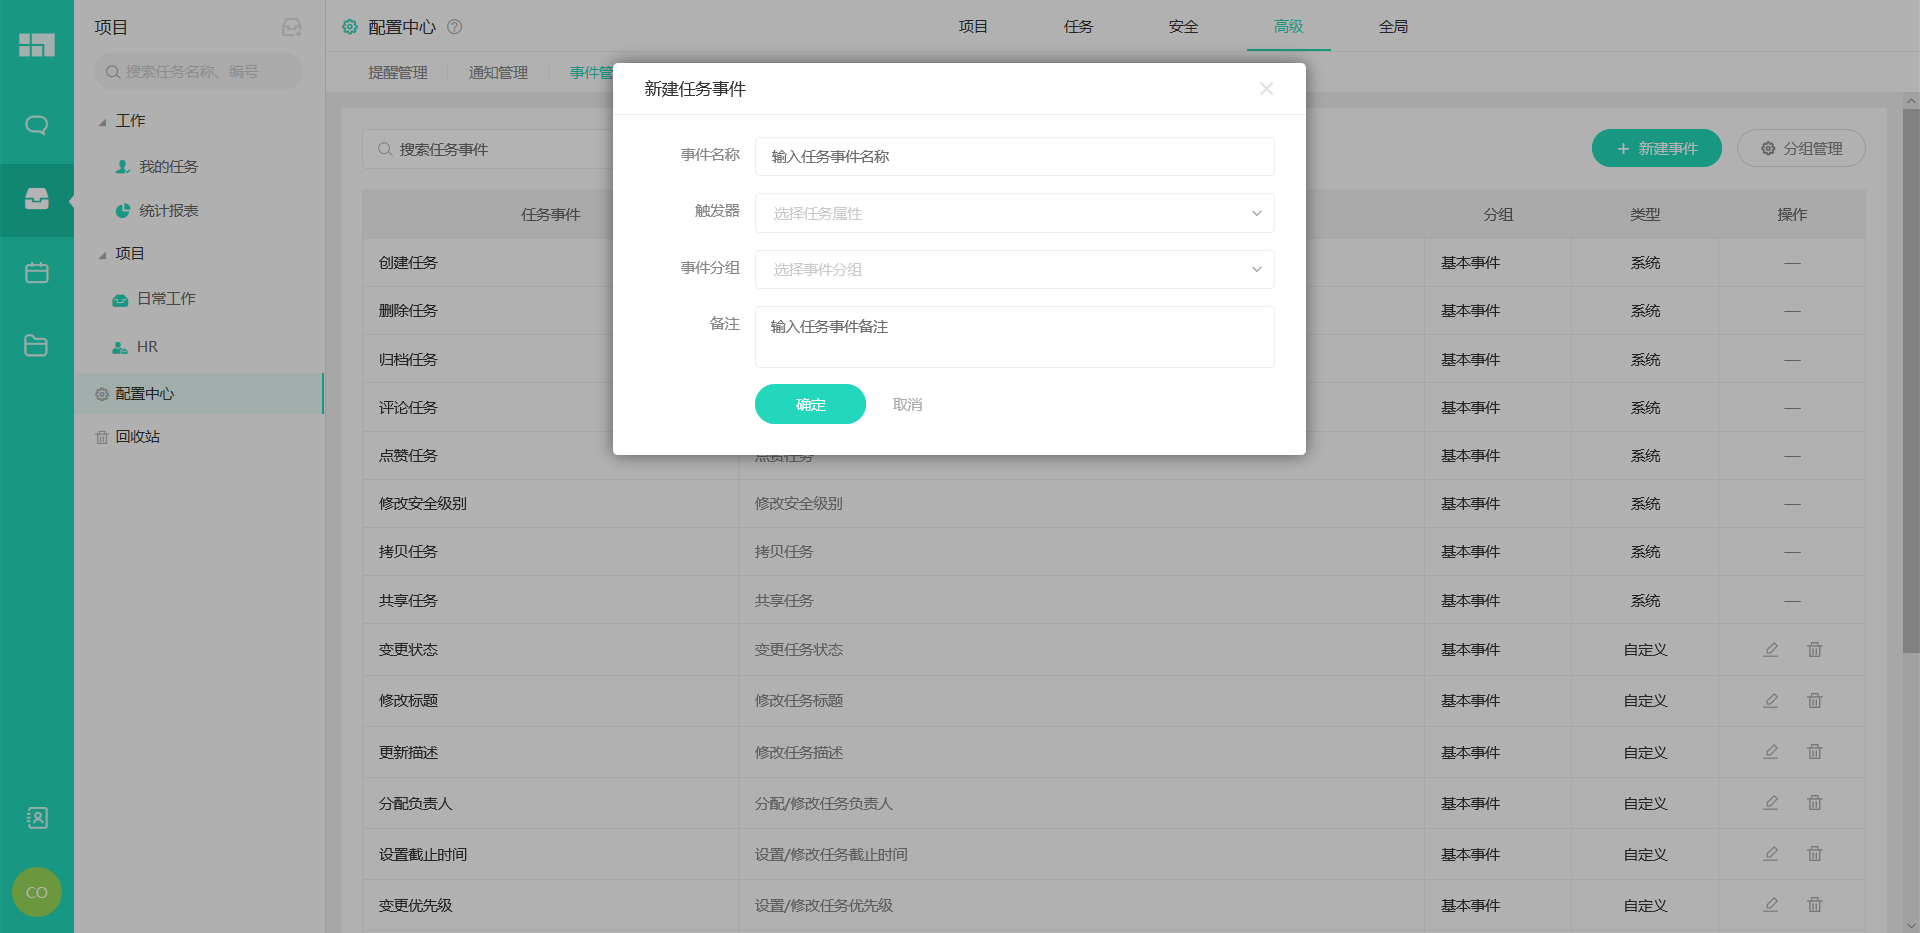 项目
搜索任务名称、编号
工作
我的任务
统计报表
项目
日常工作
HR
配置中心
回收站
CO
配置中心
项目 任务 安全 高级 全局
提醒管理 通知管理 事件管
搜索任务事件
新建事件 分组管理
任务事件 分组 类型 操作
创建任务 基本事件 系统 —
删除任务 基本事件 系统 —
归档任务 基本事件 系统 —
评论任务 基本事件 系统 —
点赞任务 点赞任务 基本事件 系统 —
修改安全级别 修改安全级别 基本事件 系统 —
拷贝任务 拷贝任务 基本事件 系统 —
共享任务 共享任务 基本事件 系统 —
变更状态 变更任务状态 基本事件 自定义
修改标题 修改任务标题 基本事件 自定义
更新描述 修改任务描述 基本事件 自定义
分配负责人 分配/修改任务负责人 基本事件 自定义
设置截止时间 设置/修改任务截止时间 基本事件 自定义
变更优先级 设置/修改任务优先级 基本事件 自定义
新建任务事件
事件名称 输入任务事件名称
触发器 选择任务属性
事件分组 选择事件分组
备注 输入任务事件备注
确定 取消